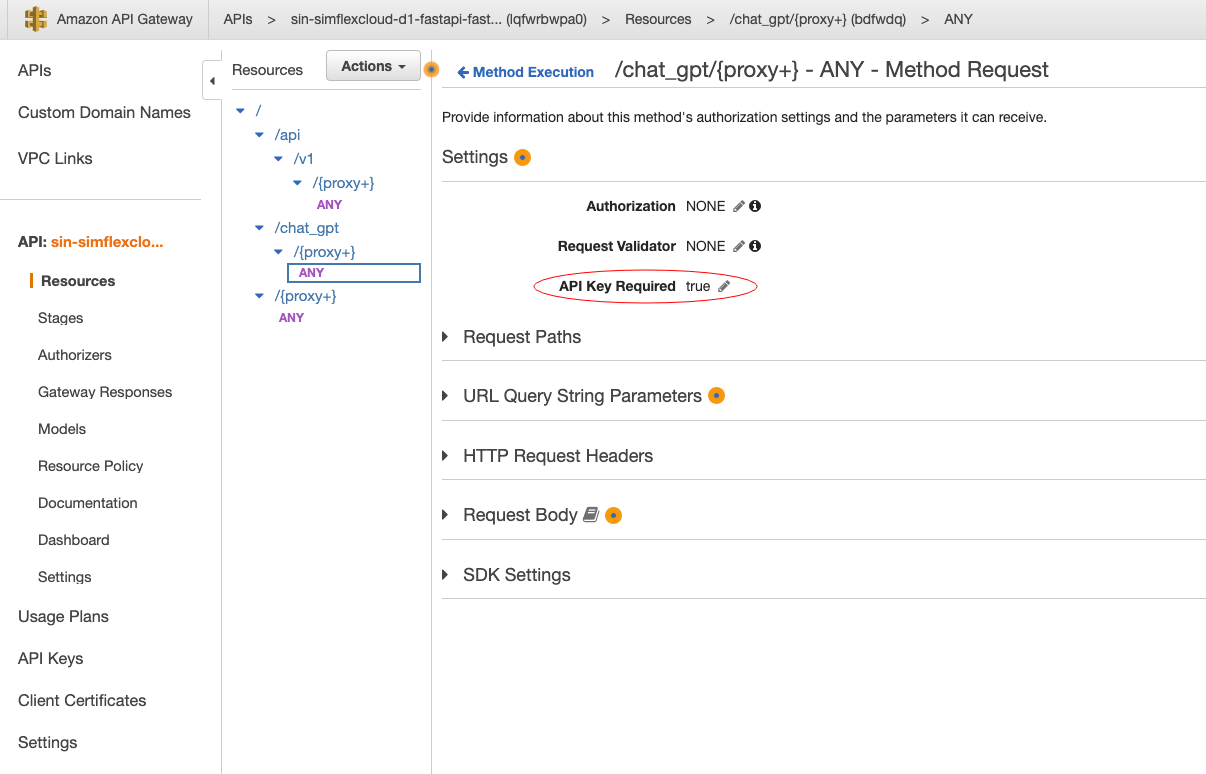 Amazon API Gateway
APIs > sin-simflexcloud-d1-fastapi-fast... (lqfwrbwpa0) > Resources > /chat_gpt/{proxy+} (bdfwdq) > ANY
APIs
Custom Domain Names
VPC Links
API: sin-simflexclo...
Resources
Stages
Authorizers
Gateway Responses
Models
Resource Policy
Documentation
Dashboard
Settings
Usage Plans
API Keys
Client Certificates
Settings
Resources
Actions
/
/api
/v1
/{proxy+}
ANY
/chat_gpt
/{proxy+}
ANY
/{proxy+}
ANY
Method Execution /chat_gpt/{proxy+} - ANY - Method Request
Provide information about this method's authorization settings and the parameters it can receive.
Settings
Authorization NONE
Request Validator NONE
API Key Required true
Request Paths
URL Query String Parameters
HTTP Request Headers
Request Body
SDK Settings